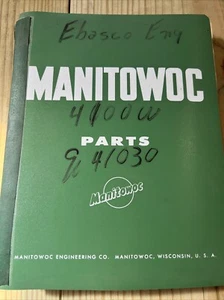 Ebasco Eng
MANITOWOC
4100W
PARTS
41030
Manitowoc
MANITOWOC ENGINEERING CO. MANITOWOC, WISCONSIN, U. S. A.